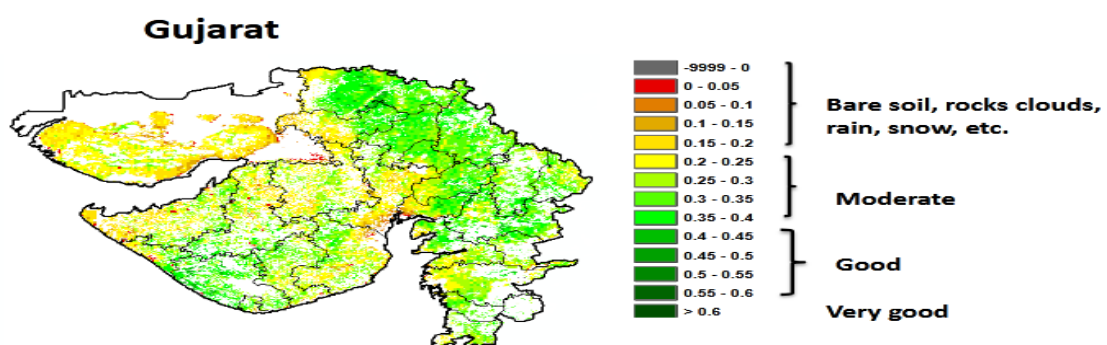 Gujarat
-9999 - 0
0 - 0.05
0.05 - 0.1
0.1 - 0.15
0.15 - 0.2
0.2 - 0.25
0.25 - 0.3
0.3 - 0.35
0.35 - 0.4
0.4 - 0.45
0.45 - 0.5
0.5 - 0.55
0.55 - 0.6
> 0.6
Bare soil, rocks clouds,
rain, snow, etc.
Moderate
Good
Very good